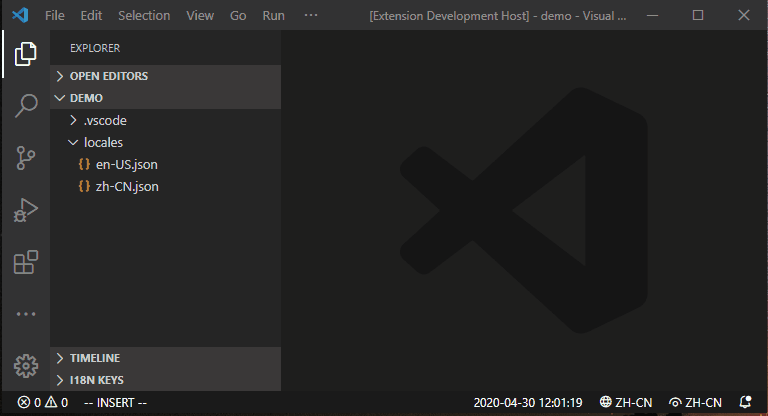 File Edit Selection View Go Run ··· [Extension Development Host] - demo - Visual ...
EXPLORER
OPEN EDITORS
DEMO
.vscode
locales
{} en-US.json
{} zh-CN.json
TIMELINE
I18N KEYS
0 0 -- INSERT -- 2020-04-30 12:01:19 ZH-CN ZH-CN